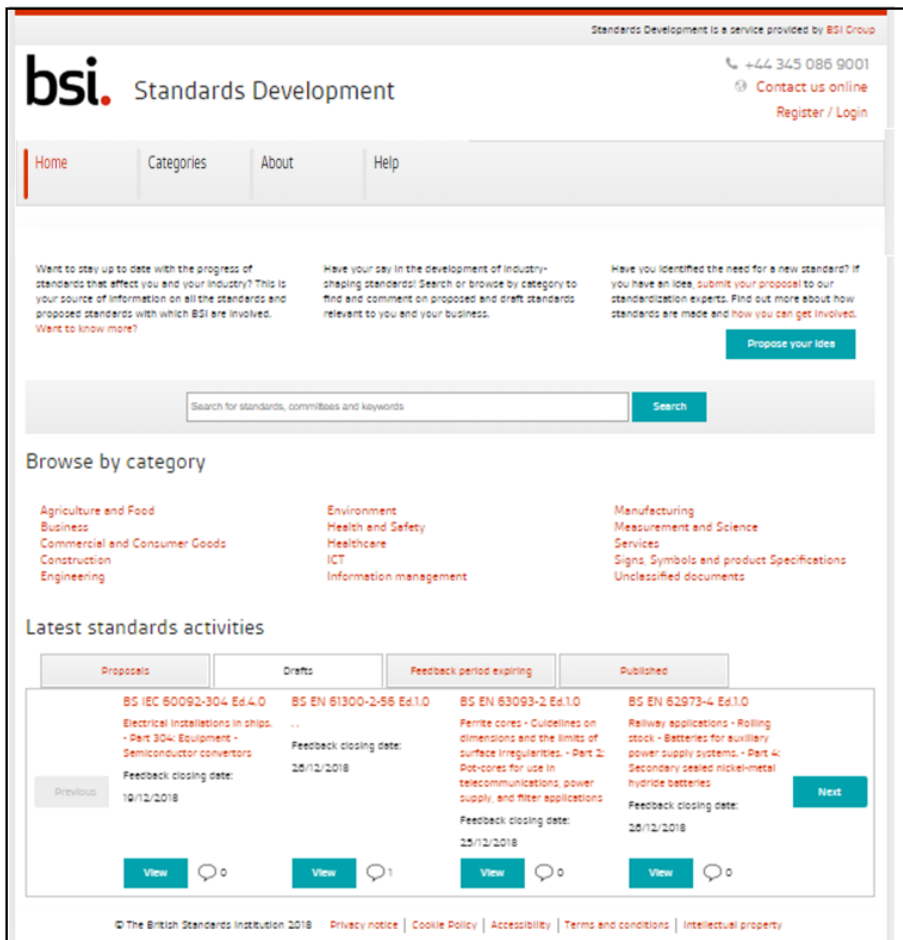 Standards Development is a service provided by BSI Group
bsi. Standards Development
+44 345 086 9001
Contact us online
Register / Login
Home Categories About Help
Want to stay up to date with the progress of
standards that affect you and your industry? This is
your source of information on all the standards and
proposed standards with which BSI are involved.
Want to know more?
Have your say in the development of industry-
shaping standards! Search or browse by category to
find and comment on proposed and draft standards
relevant to you and your business.
Have you identified the need for a new standard? If
you have an idea, submit your proposal to our
standardization experts. Find out more about how
standards are made and how you can get involved.
Propose your idea
Search for standards, committees and keywords
Search
Browse by category
Agriculture and Food
Business
Commercial and Consumer Goods
Construction
Engineering
Environment
Health and Safety
Healthcare
ICT
Information management
Manufacturing
Measurement and Science
Services
Signs, Symbols and product Specifications
Unclassified documents
Latest standards activities
Proposals Drafts Feedback period expiring Published
Previous
BS IEC 60092-304 Ed.4.0
Electrical installations in ships.
- Part 304: Equipment -
Semiconductor convertors
Feedback closing date:
19/12/2018
View 0
BS EN 61300-2-56 Ed.1.0
. .
Feedback closing date:
26/12/2018
View 1
BS EN 63093-2 Ed.1.0
Ferrite cores - Guidelines on
dimensions and the limits of
surface irregularities. - Part 2:
Pot-cores for use in
telecommunications, power
supply, and filter applications
Feedback closing date:
25/12/2018
View 0
BS EN 62973-4 Ed.1.0
Railway applications - Rolling
stock - Batteries for auxiliary
power supply systems. - Part 4:
Secondary sealed nickel-metal
hydride batteries
Feedback closing date:
26/12/2018
View 0
Next
© The British Standards Institution 2018 Privacy notice | Cookie Policy | Accessibility | Terms and conditions | Intellectual property